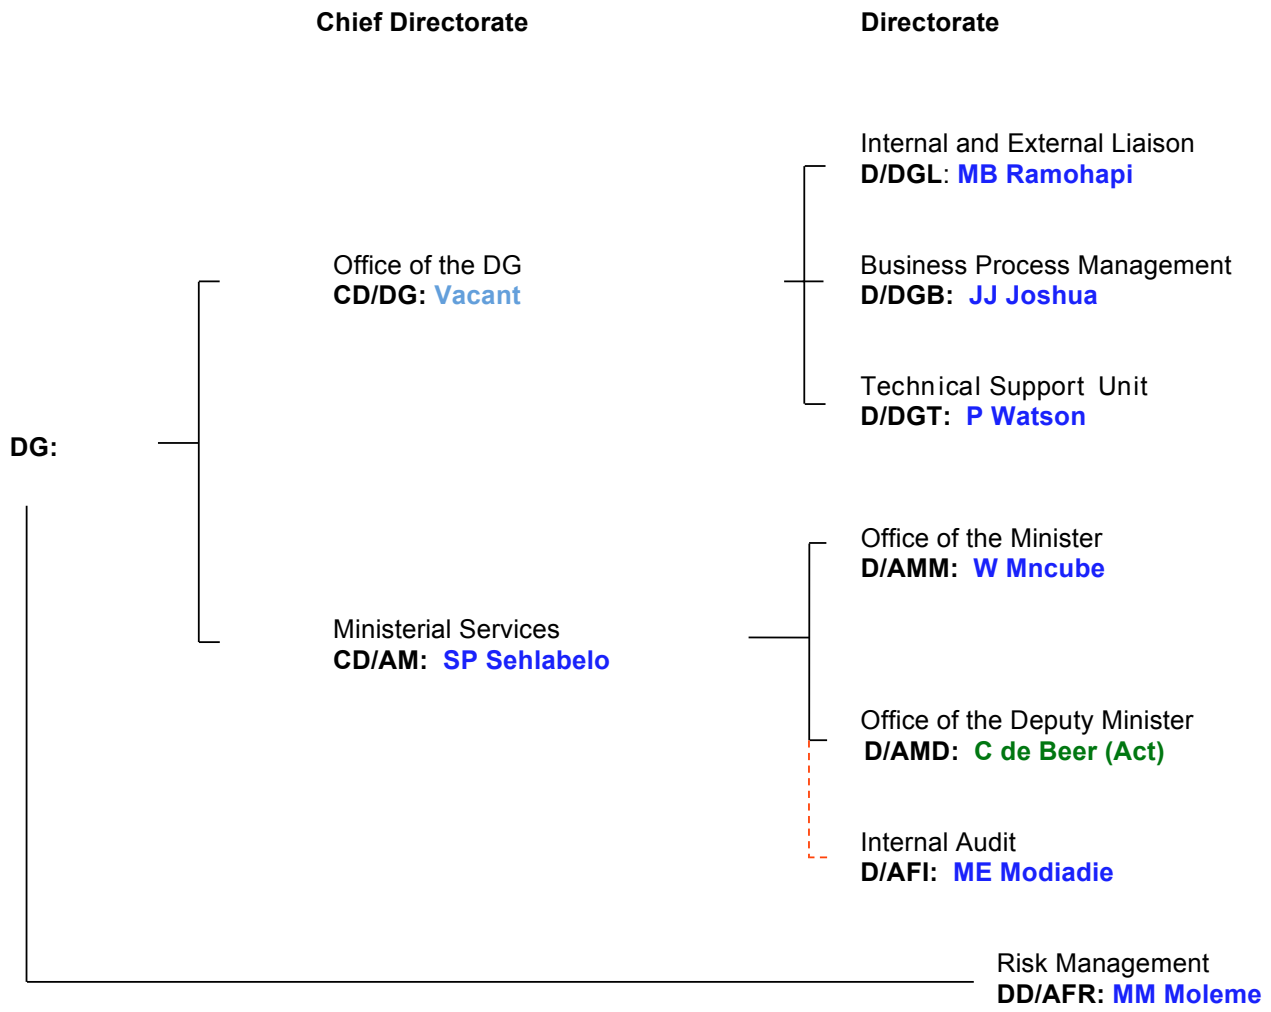 Chief Directorate
Directorate
Internal and External Liaison
D/DGL: MB Ramohapi
Office of the DG
CD/DG: Vacant
Business Process Management
D/DGB: JJ Joshua
Technical Support Unit
D/DGT: P Watson
DG:
Office of the Minister
D/AMM: W Mncube
Ministerial Services
CD/AM: SP Sehlabelo
Office of the Deputy Minister
D/AMD: C de Beer (Act)
Internal Audit
D/AFI: ME Modiadie
Risk Management
DD/AFR: MM Moleme